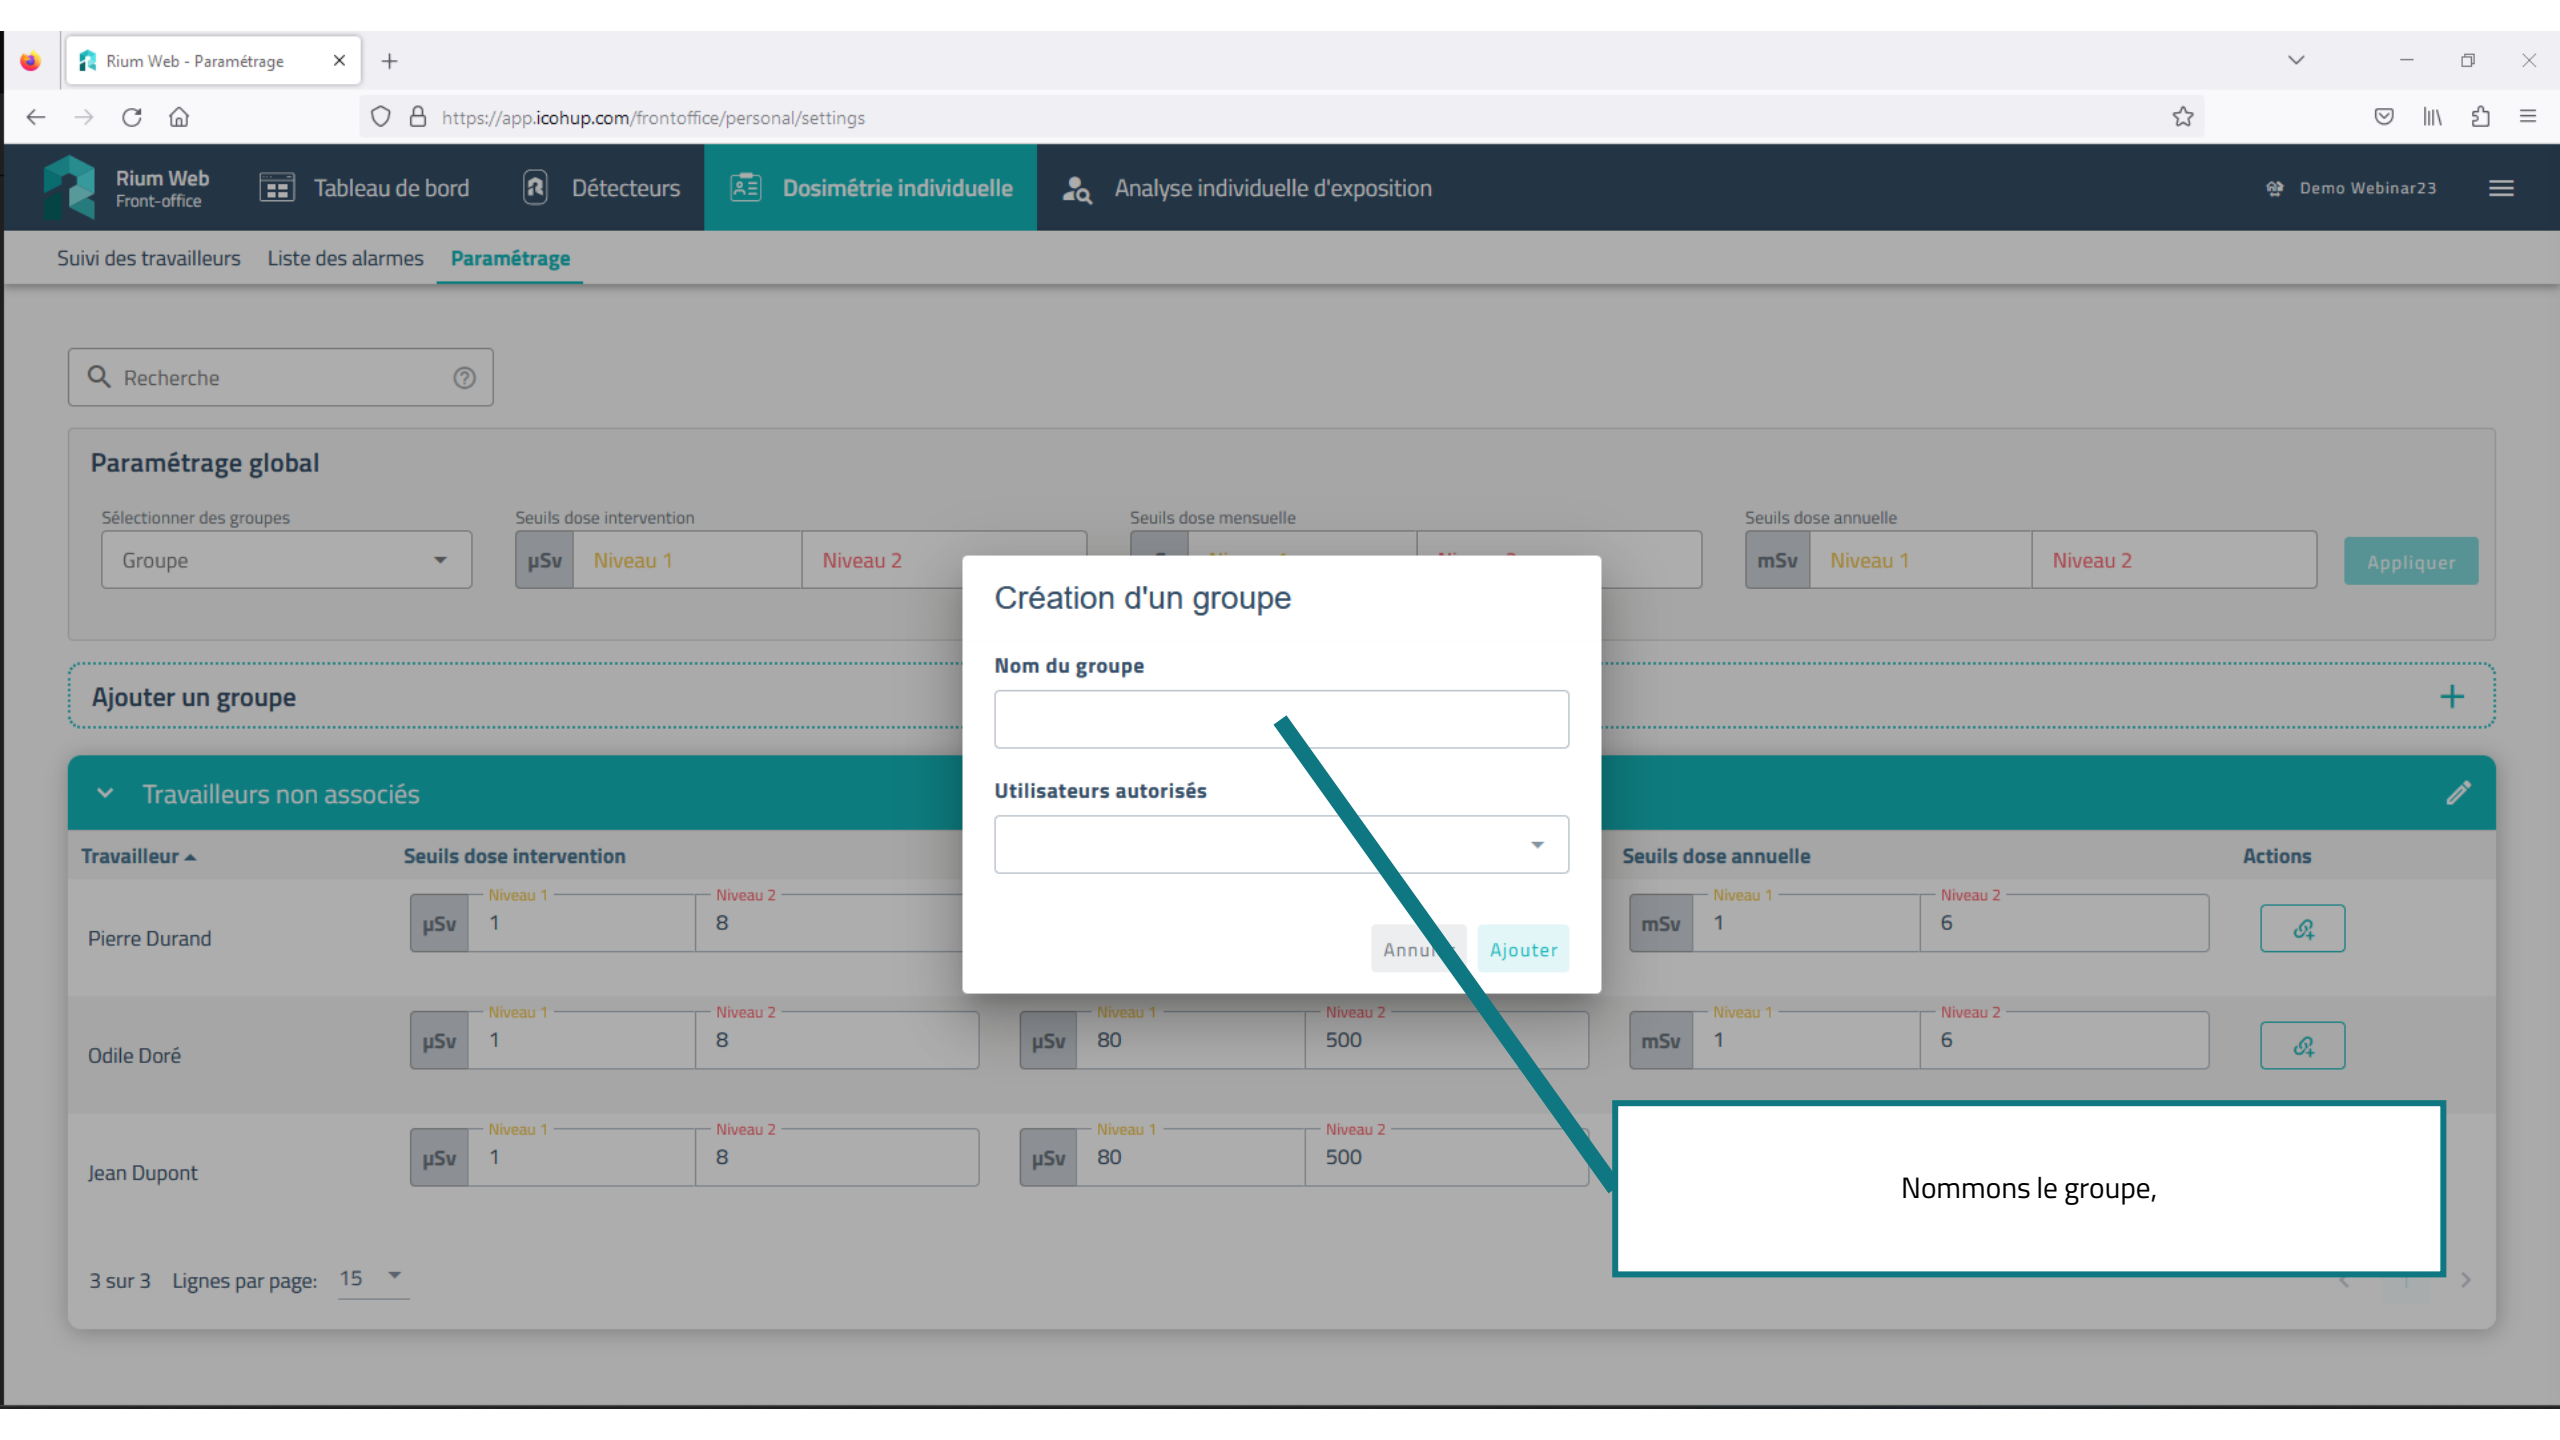 Rium Web - Paramétrage
https://app.icohup.com/frontoffice/personal/settings
Rium Web
Front-office
Tableau de bord
Détecteurs
Dosimétrie individuelle
Analyse individuelle d'exposition
Demo Webinar23
Suivi des travailleurs
Liste des alarmes
Paramétrage
Recherche
Paramétrage global
Sélectionner des groupes
Seuils dose intervention
Seuils dose mensuelle
Seuils dose annuelle
Groupe
µSv Niveau 1 Niveau 2
mSv Niveau 1 Niveau 2
Appliquer
Création d'un groupe
Nom du groupe
Utilisateurs autorisés
Ajouter
Ajouter un groupe
Travailleurs non associés
Travailleur
Seuils dose intervention
Seuils dose annuelle
Actions
Niveau 1 Niveau 2 Niveau 1 Niveau 2
Pierre Durand µSv 1 8 mSv 1 6
Niveau 1 Niveau 2 Niveau 1 Niveau 2 Niveau 1 Niveau 2
Odile Doré µSv 1 8 µSv 80 500 mSv 1 6
Niveau 1 Niveau 2 Niveau 1 Niveau 2
Jean Dupont µSv 1 8 µSv 80 500
Nommons le groupe,
3 sur 3 Lignes par page: 15